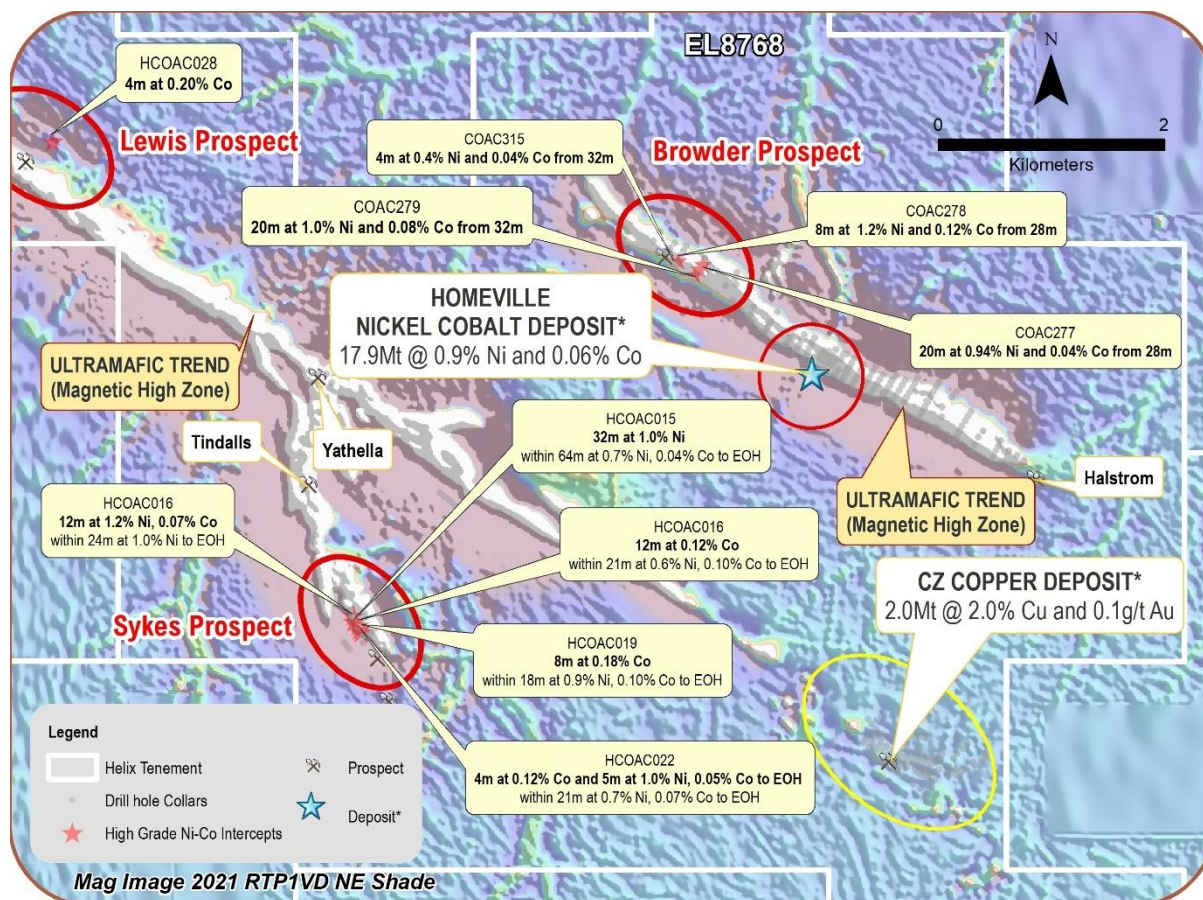 EL8768
N
0 2
Kilometers
HCOAC028
4m at 0.20% Co
Lewis Prospect
COAC315
4m at 0.4% Ni and 0.04% Co from 32m
Browder Prospect
COAC279
20m at 1.0% Ni and 0.08% Co from 32m
COAC278
8m at 1.2% Ni and 0.12% Co from 28m
HOMEVILLE
NICKEL COBALT DEPOSIT*
17.9Mt @ 0.9% Ni and 0.06% Co
COAC277
20m at 0.94% Ni and 0.04% Co from 28m
ULTRAMAFIC TREND
(Magnetic High Zone)
Tindalls
Yathella
HCOAC015
32m at 1.0% Ni
within 64m at 0.7% Ni, 0.04% Co to EOH
Halstrom
ULTRAMAFIC TREND
(Magnetic High Zone)
HCOAC016
12m at 1.2% Ni, 0.07% Co
within 24m at 1.0% Ni to EOH
HCOAC016
12m at 0.12% Co
within 21m at 0.6% Ni, 0.10% Co to EOH
CZ COPPER DEPOSIT*
2.0Mt @ 2.0% Cu and 0.1g/t Au
Sykes Prospect
HCOAC019
8m at 0.18% Co
within 18m at 0.9% Ni, 0.10% Co to EOH
HCOAC022
4m at 0.12% Co and 5m at 1.0% Ni, 0.05% Co to EOH
within 21m at 0.7% Ni, 0.07% Co to EOH
Legend
Helix Tenement
Drill hole Collars
High Grade Ni-Co Intercepts
Prospect
Deposit*
Mag Image 2021 RTP1VD NE Shade